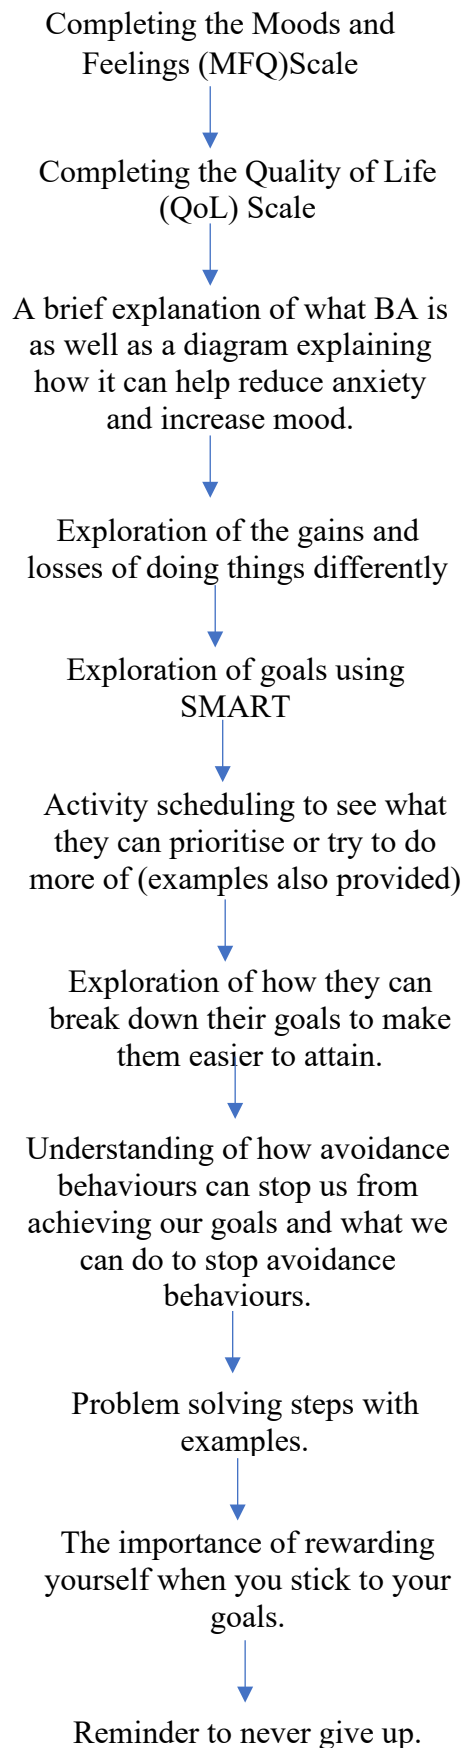 Completing the Moods and
Feelings (MFQ)Scale
Completing the Quality of Life
(QoL) Scale
A brief explanation of what BA is
as well as a diagram explaining
how it can help reduce anxiety
and increase mood.
Exploration of the gains and
losses of doing things differently
Exploration of goals using
SMART
Activity scheduling to see what
they can prioritise or try to do
more of (examples also provided)
Exploration of how they can
break down their goals to make
them easier to attain.
Understanding of how avoidance
behaviours can stop us from
achieving our goals and what we
can do to stop avoidance
behaviours.
Problem solving steps with
examples.
The importance of rewarding
yourself when you stick to your
goals.
Reminder to never give up.